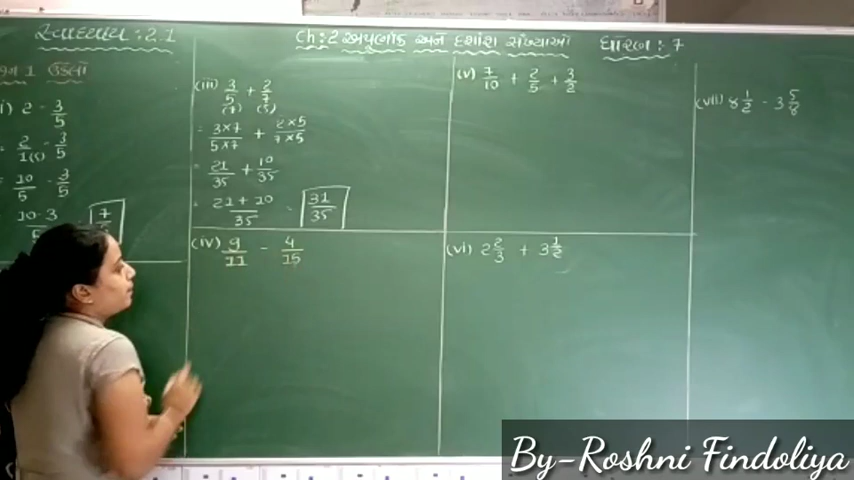 સ્વાધ્યાય : 2.1
Ch : 2 અપૂર્ણાંક અને દશાંશ સંખ્યાઓ
ધોરણ : 7
1 ઉકેલો
i) 2 - 3/5
= 2/1(5) - 3/5
= 10/5 - 3/5
10-3
7
(iii) 3/5 + 2/7
(7) (5)
= 3×7/5×7 + 2×5/7×5
= 21/35 + 10/35
= 21 + 10/35 = 31/35
(iv) 9/11 - 4/15
(v) 7/10 + 2/5 + 3/2
(vi) 2 2/3 + 3 1/2
(vii) 8 1/2 - 3 5/8
By-Roshni Findoliya